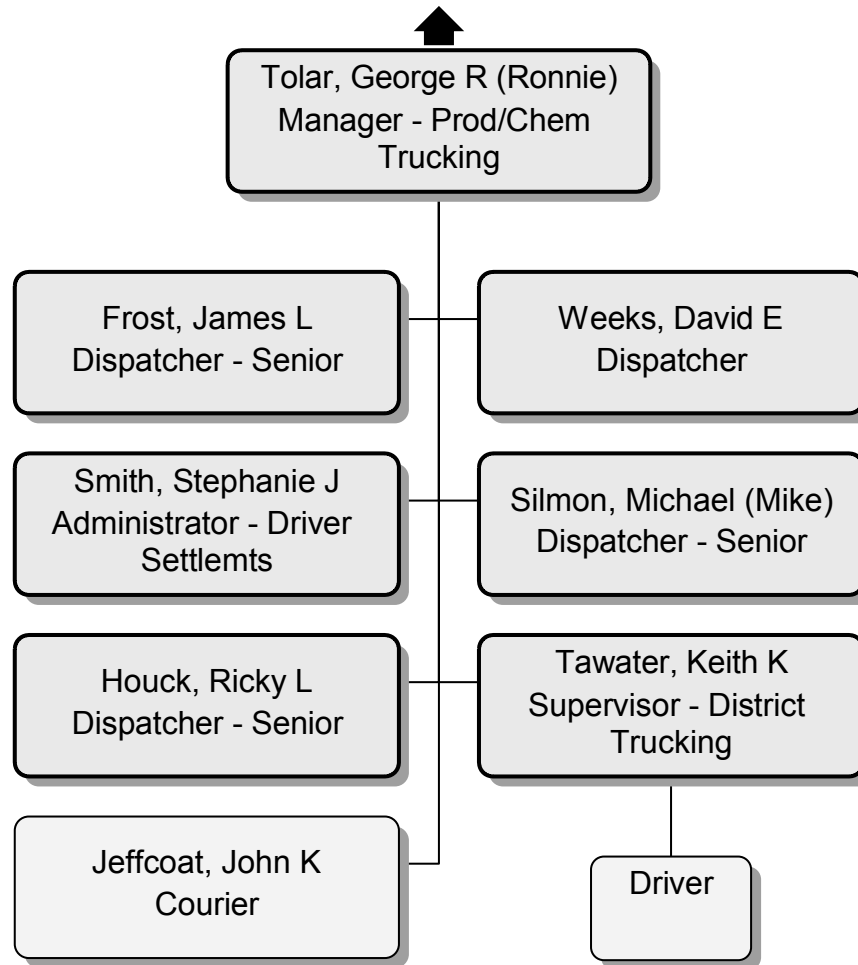 Tolar, George R (Ronnie)
Manager - Prod/Chem
Trucking
Frost, James L
Dispatcher - Senior
Weeks, David E
Dispatcher
Smith, Stephanie J
Administrator - Driver
Settlemts
Silmon, Michael (Mike)
Dispatcher - Senior
Houck, Ricky L
Dispatcher - Senior
Tawater, Keith K
Supervisor - District
Trucking
Jeffcoat, John K
Courier
Driver